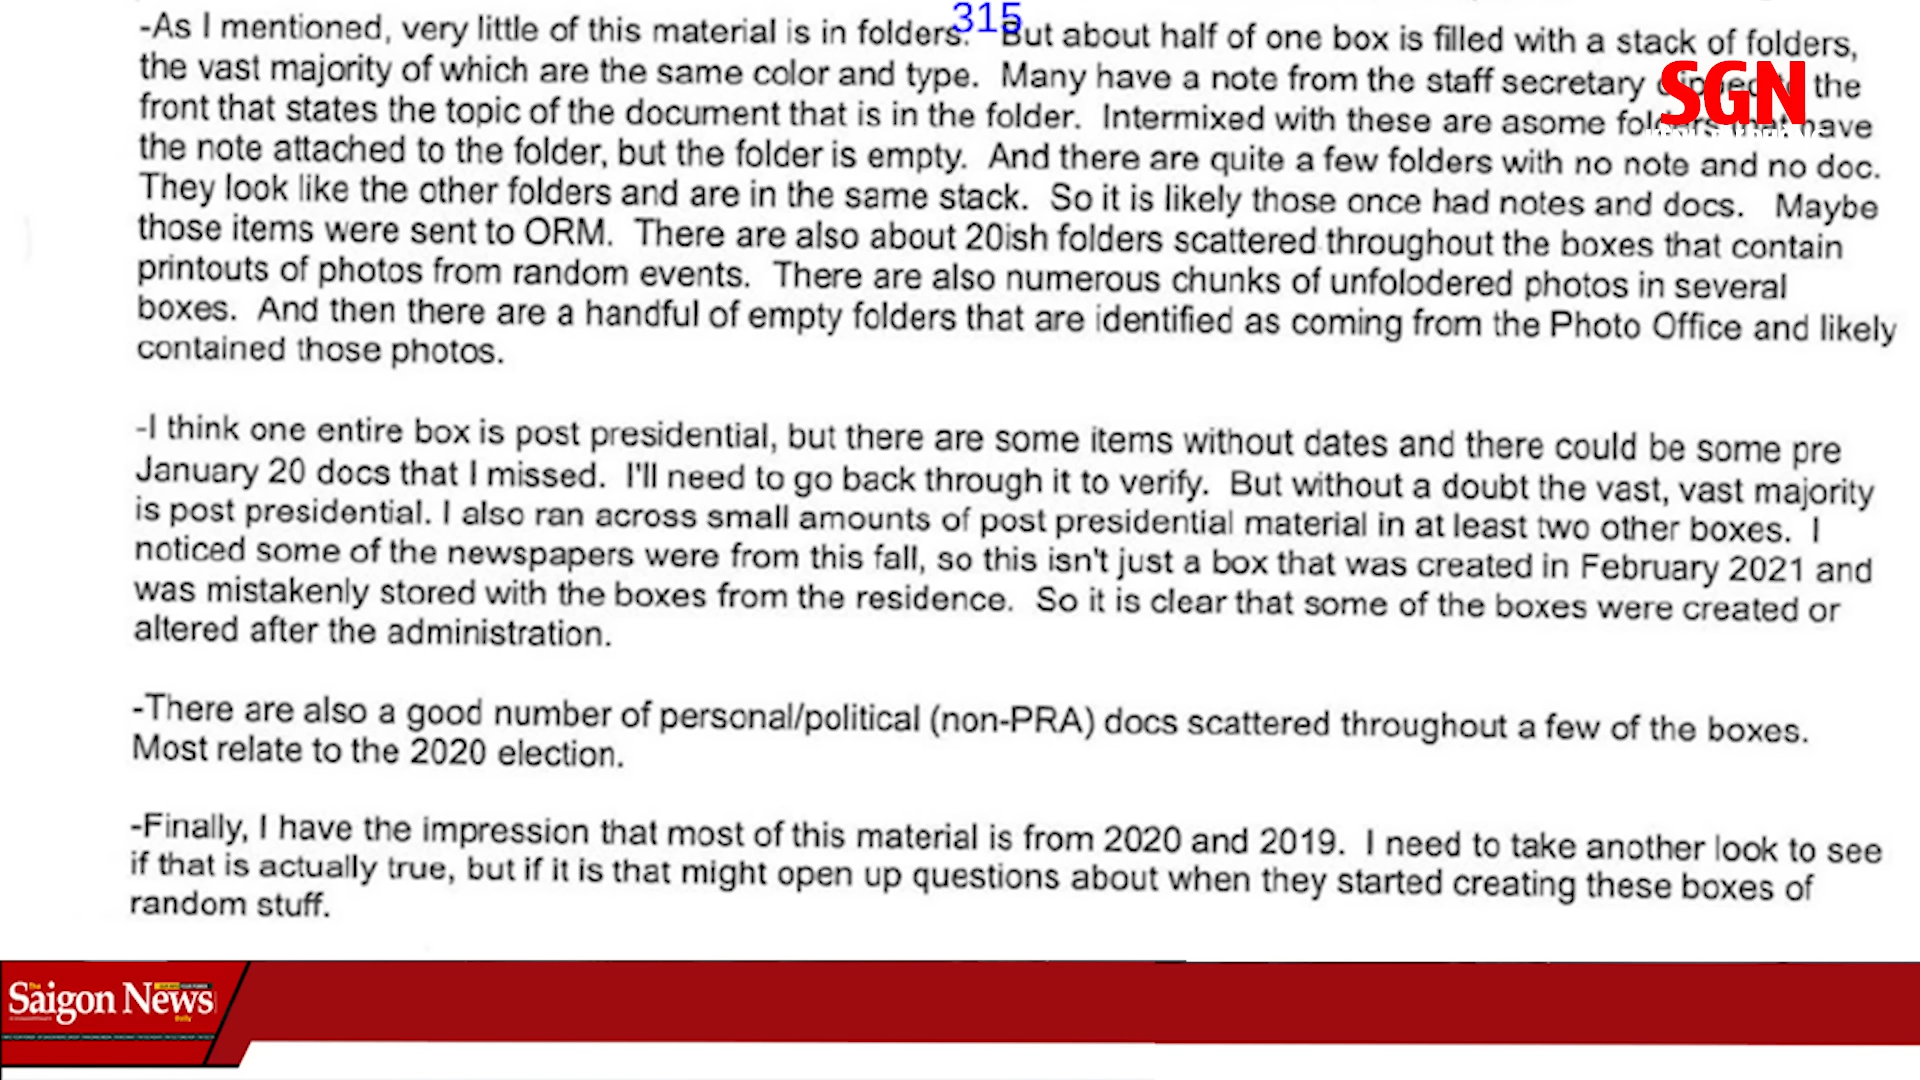 315
-As I mentioned, very little of this material is in folders. But about half of one box is filled with a stack of folders,
the vast majority of which are the same color and type. Many have a note from the staff secretary the
SGN
front that states the topic of the document that is in the folder. Intermixed with these are asome have
the note attached to the folder, but the folder is empty. And there are quite a few folders with no note and no doc.
They look like the other folders and are in the same stack. So it is likely those once had notes and docs. Maybe
those items were sent to ORM. There are also about 20ish folders scattered throughout the boxes that contain
printouts of photos from random events. There are also numerous chunks of unfolodered photos in several
boxes. And then there are a handful of empty folders that are identified as coming from the Photo Office and likely
contained those photos.
-I think one entire box is post presidential, but there are some items without dates and there could be some pre
January 20 docs that I missed. I'll need to go back through it to verify. But without a doubt the vast, vast majority
is post presidential. I also ran across small amounts of post presidential material in at least two other boxes. I
noticed some of the newspapers were from this fall, so this isn't just a box that was created in February 2021 and
was mistakenly stored with the boxes from the residence. So it is clear that some of the boxes were created or
altered after the administration.
-There are also a good number of personal/political (non-PRA) docs scattered throughout a few of the boxes.
Most relate to the 2020 election.
-Finally, I have the impression that most of this material is from 2020 and 2019. I need to take another look to see
if that is actually true, but if it is that might open up questions about when they started creating these boxes of
random stuff.
The
Saigon News
Daily